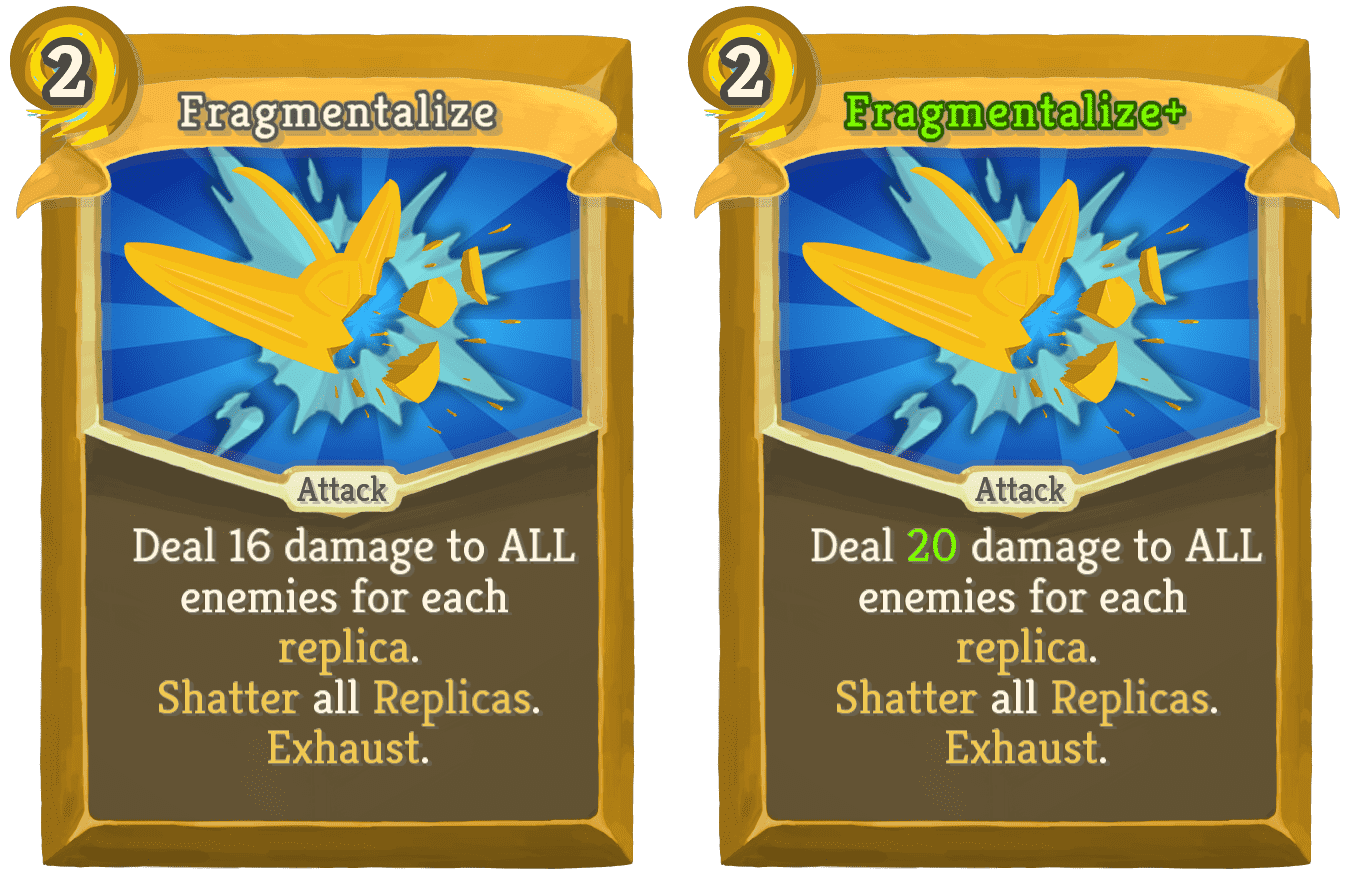 2
Fragmentalize
Attack
Deal 16 damage to ALL
enemies for each
replica.
Shatter all Replicas.
Exhaust.
2
Fragmentalize+
Attack
Deal 20 damage to ALL
enemies for each
replica.
Shatter all Replicas.
Exhaust.